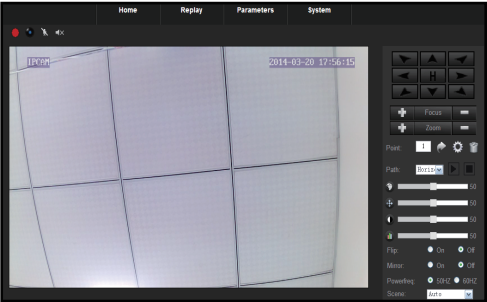 Home Replay Parameters System
IPCAM 2014-03-20 17:56:15
H
Focus
Zoom
Point: 1
Path: Horiz
50
50
50
50
Flip: On Off
Mirror: On Off
Powerfreq: 50HZ 60HZ
Scene: Auto